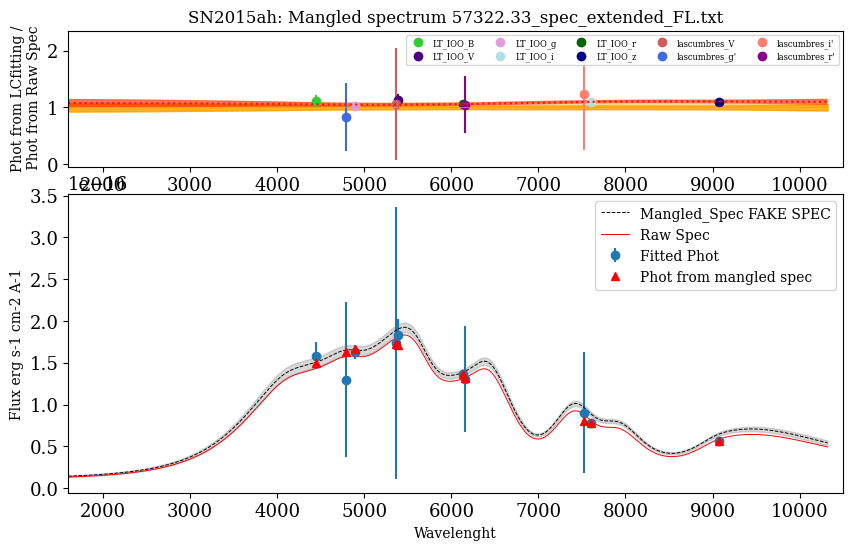 SN2015ah: Mangled spectrum 57322.33_spec_extended_FL.txt
Phot from LCfitting /
Phot from Raw Spec
2
1
0
LT_IOO_B LT_IOO_g LT_IOO_r lascumbres_V lascumbres_i'
LT_IOO_V LT_IOO_i LT_IOO_z lascumbres_g' lascumbres_r'
2000 3000 4000 5000 6000 7000 8000 9000 10000
1e−16
Flux erg s-1 cm-2 A-1
3.5
3.0
2.5
2.0
1.5
1.0
0.5
0.0
Mangled_Spec FAKE SPEC
Raw Spec
Fitted Phot
Phot from mangled spec
2000 3000 4000 5000 6000 7000 8000 9000 10000
Wavelenght